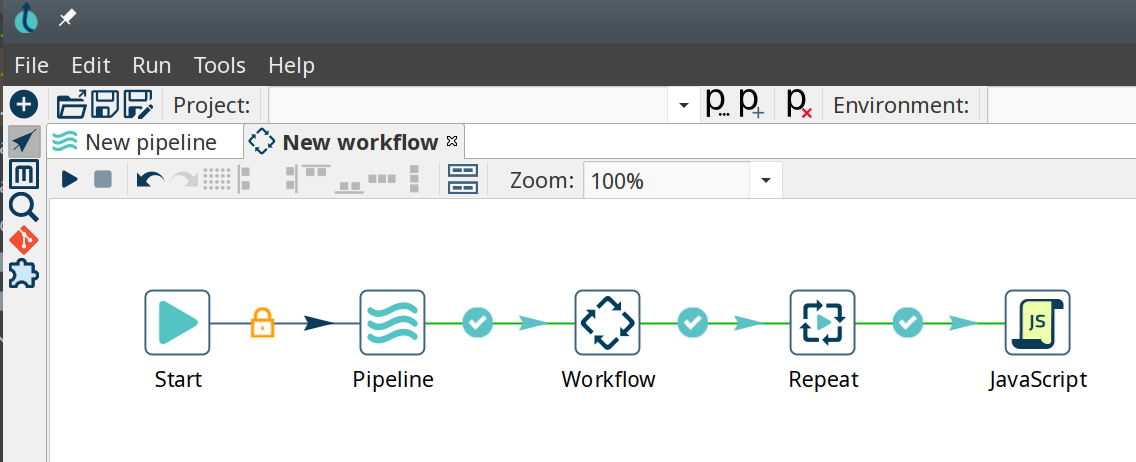 File Edit Run Tools Help
Project: p... p+ px Environment:
New pipeline New workflow
Zoom: 100%
Start Pipeline Workflow Repeat JavaScript
JS